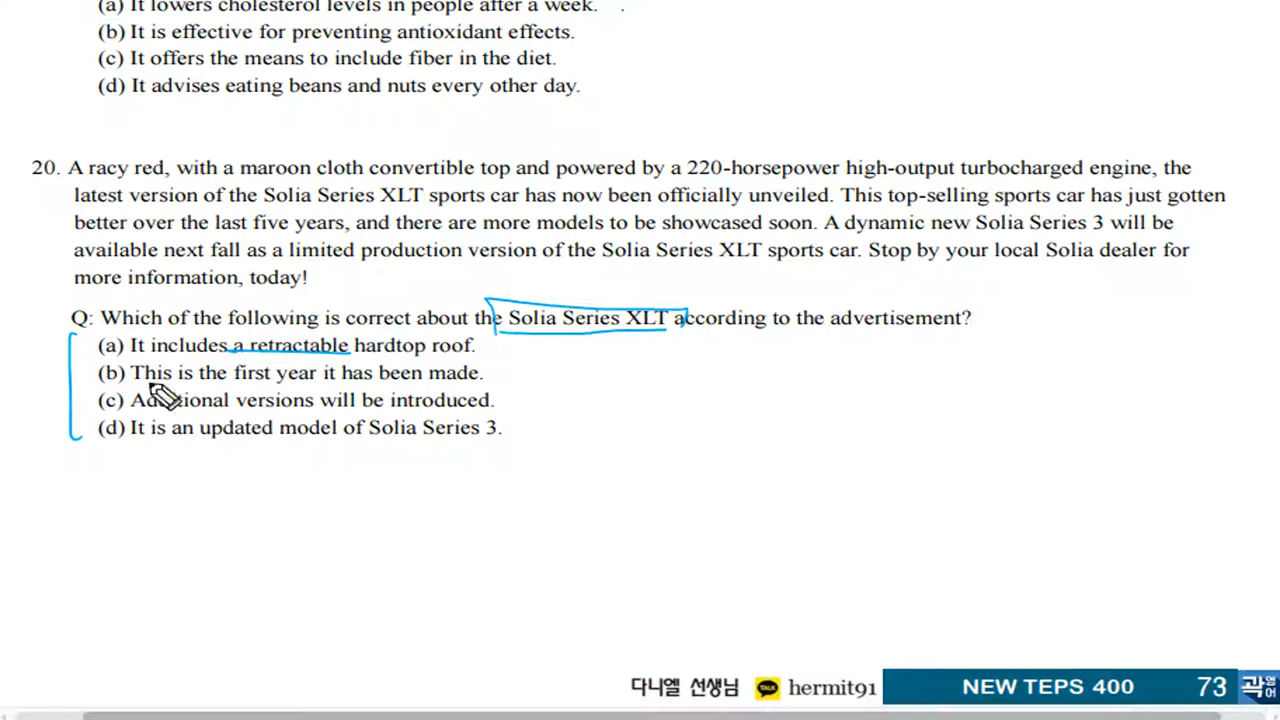 (a) It lowers cholesterol levels in people after a week.
(b) It is effective for preventing antioxidant effects.
(c) It offers the means to include fiber in the diet.
(d) It advises eating beans and nuts every other day.
20. A racy red, with a maroon cloth convertible top and powered by a 220-horsepower high-output turbocharged engine, the
latest version of the Solia Series XLT sports car has now been officially unveiled. This top-selling sports car has just gotten
better over the last five years, and there are more models to be showcased soon. A dynamic new Solia Series 3 will be
available next fall as a limited production version of the Solia Series XLT sports car. Stop by your local Solia dealer for
more information, today!
Q: Which of the following is correct about the Solia Series XLT according to the advertisement?
(a) It includes a retractable hardtop roof.
(b) This is the first year it has been made.
(c) Additional versions will be introduced.
(d) It is an updated model of Solia Series 3.
다니엘 선생님 TALK hermit91 NEW TEPS 400 73 곽영어